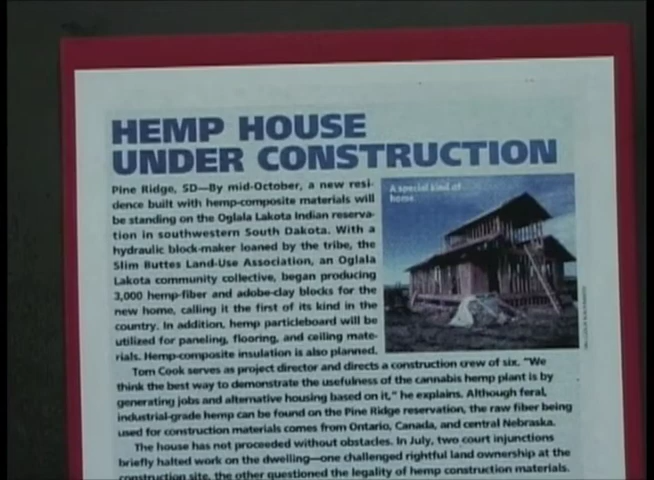 HEMP HOUSE
UNDER CONSTRUCTION
Pine Ridge, SD—By mid-October, a new resi-
dence built with hemp-composite materials will
be standing on the Oglala Lakota Indian reserva-
tion in southwestern South Dakota. With a
hydraulic block-maker loaned by the tribe, the
Slim Buttes Land-Use Association, an Oglala
Lakota community collective, began producing
3,000 hemp-fiber and adobe-clay blocks for the
new home, calling it the first of its kind in the
country. In addition, hemp particleboard will be
utilized for paneling, flooring, and ceiling mate-
rials. Hemp-composite insulation is also planned.
A special kind of
home.
Tom Cook serves as project director and directs a construction crew of six. "We
think the best way to demonstrate the usefulness of the cannabis hemp plant is by
generating jobs and alternative housing based on it," he explains. Although feral,
industrial-grade hemp can be found on the Pine Ridge reservation, the raw fiber being
used for construction materials comes from Ontario, Canada, and central Nebraska.
The house has not proceeded without obstacles. In July, two court injunctions
briefly halted work on the dwelling—one challenged rightful land ownership at the
construction site, the other questioned the legality of hemp construction materials.